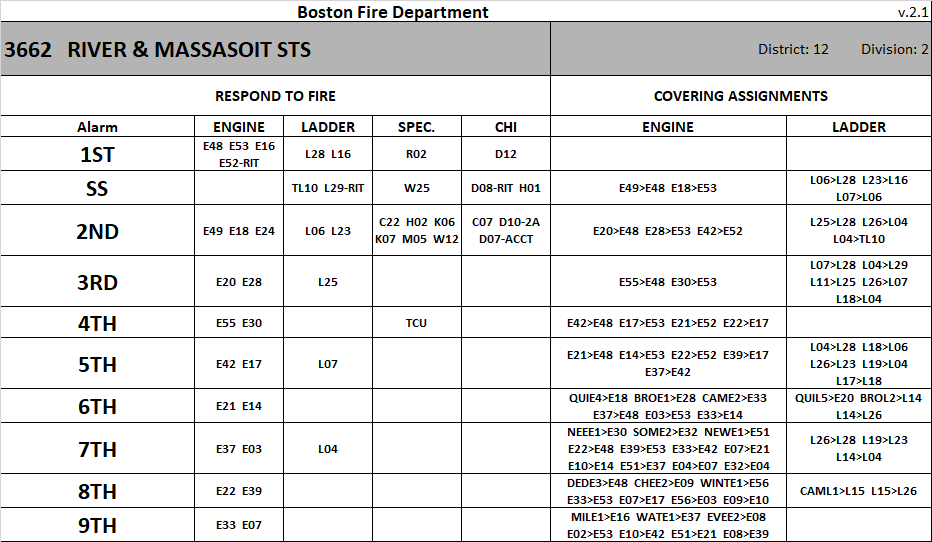 Boston Fire Department v.2.1
3662 RIVER & MASSASOIT STS District: 12 Division: 2
RESPOND TO FIRE COVERING ASSIGNMENTS
Alarm ENGINE LADDER SPEC. CHI ENGINE LADDER
1ST E48 E53 E16 E52-RIT L28 L16 R02 D12
SS TL10 L29-RIT W25 D08-RIT H01 E49>E48 E18>E53 L06>L28 L23>L16 L07>L06
2ND E49 E18 E24 L06 L23 C22 H02 K06 K07 M05 W12 C07 D10-2A D07-ACCT E20>E48 E28>E53 E42>E52 L25>L28 L26>L04 L04>TL10
3RD E20 E28 L25 E55>E48 E30>E53 L07>L28 L04>L29 L11>L25 L26>L07 L18>L04
4TH E55 E30 TCU E42>E48 E17>E53 E21>E52 E22>E17
5TH E42 E17 L07 E21>E48 E14>E53 E22>E52 E39>E17 E37>E42 L04>L28 L18>L06 L26>L23 L19>L04 L17>L18
6TH E21 E14 QUIE4>E18 BROE1>E28 CAME2>E33 E37>E48 E03>E53 E33>E14 QUIL5>E20 BROL2>L14 L14>L26
7TH E37 E03 L04 NEEE1>E30 SOME2>E32 NEWE1>E51 E22>E48 E39>E53 E33>E42 E07>E21 E10>E14 E51>E37 E04>E07 E32>E04 L26>L28 L19>L23 L14>L04
8TH E22 E39 DEDE3>E48 CHEE2>E09 WINTE1>E56 E33>E53 E07>E17 E56>E03 E09>E10 CAML1>L15 L15>L26
9TH E33 E07 MILE1>E16 WATE1>E37 EVEE2>E08 E02>E53 E10>E42 E51>E21 E08>E39